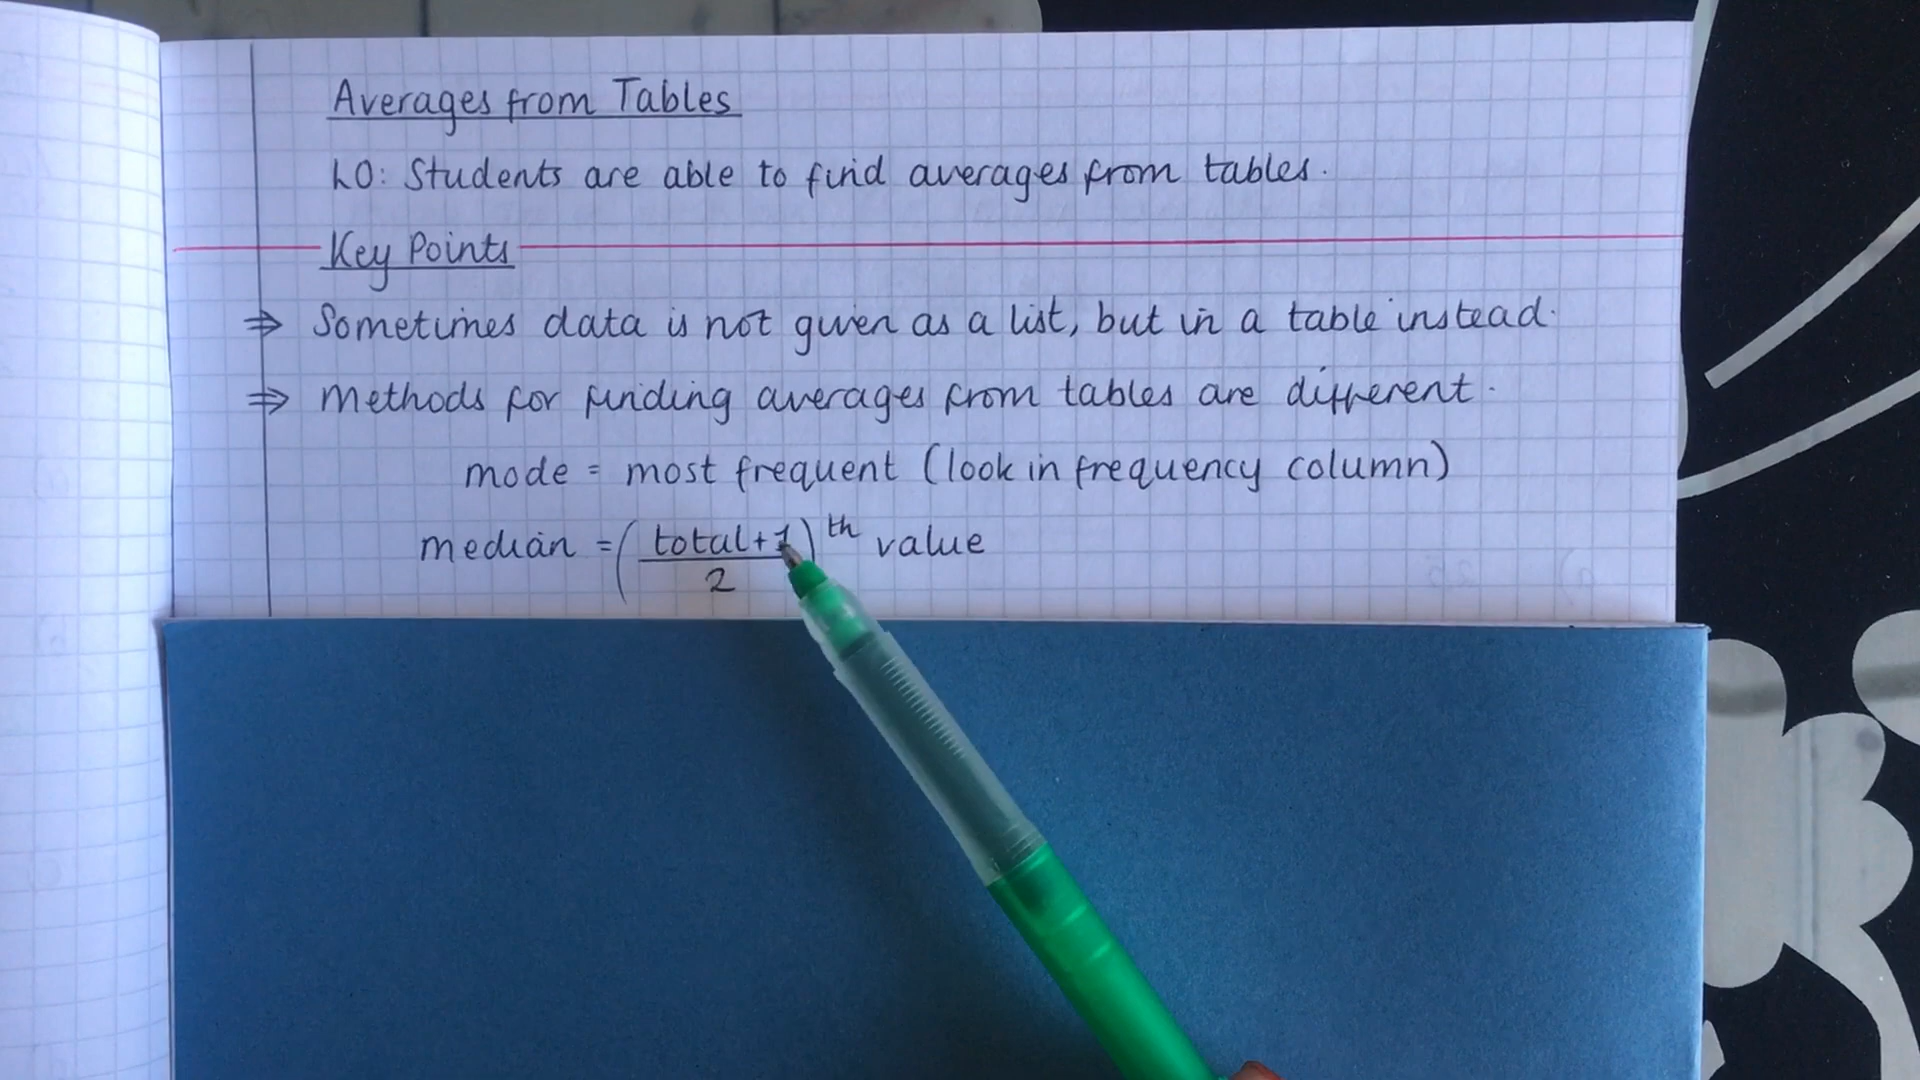 Averages from Tables
LO: Students are able to find averages from tables.
Key Points
⇒ Sometimes data is not given as a list, but in a table instead.
⇒ Methods for finding averages from tables are different.
mode = most frequent (look in frequency column)
median = (total+1/2)th value